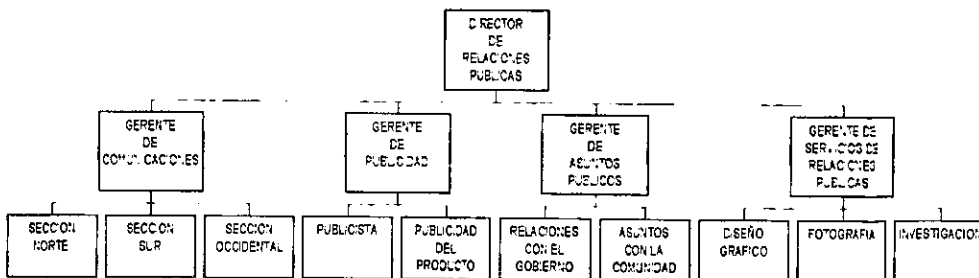 DIRECTOR
DE
RELACIONES
PUBLICAS
GERENTE
DE
COMUNICACIONES
GERENTE
DE
PUBLICIDAD
GERENTE
DE
ASUNTOS
PUBLICOS
GERENTE DE
SERVICIOS DE
RELACIONES
PUBLICAS
SECCION
NORTE
SECCION
SUR
SECCION
OCCIDENTAL
PUBLICISTA
PUBLICIDAD
DEL
PRODUCTO
RELACIONES
CON EL
GOBIERNO
ASUNTOS
CON LA
COMUNIDAD
DISEÑO
GRAFICO
FOTOGRAFIA
INVESTIGACION